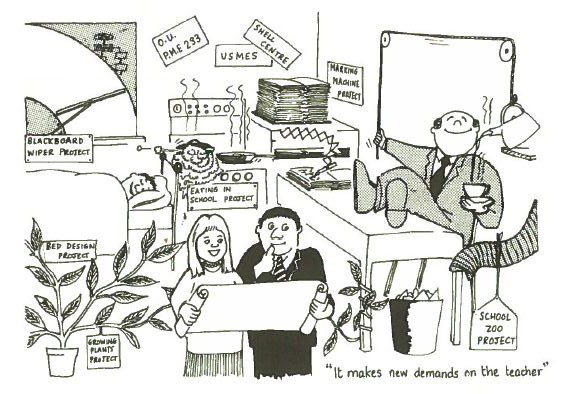 O.U.
P.M.E 233
USMES
SHELL
CENTRE
MARKING
MACHINE
PROJECT
BLACKBOARD
WIPER PROJECT
EATING IN
SCHOOL PROJECT
BED DESIGN
PROJECT
GROWING
PLANTS
PROJECT
SCHOOL
ZOO
PROJECT
"It makes new demands on the teacher"